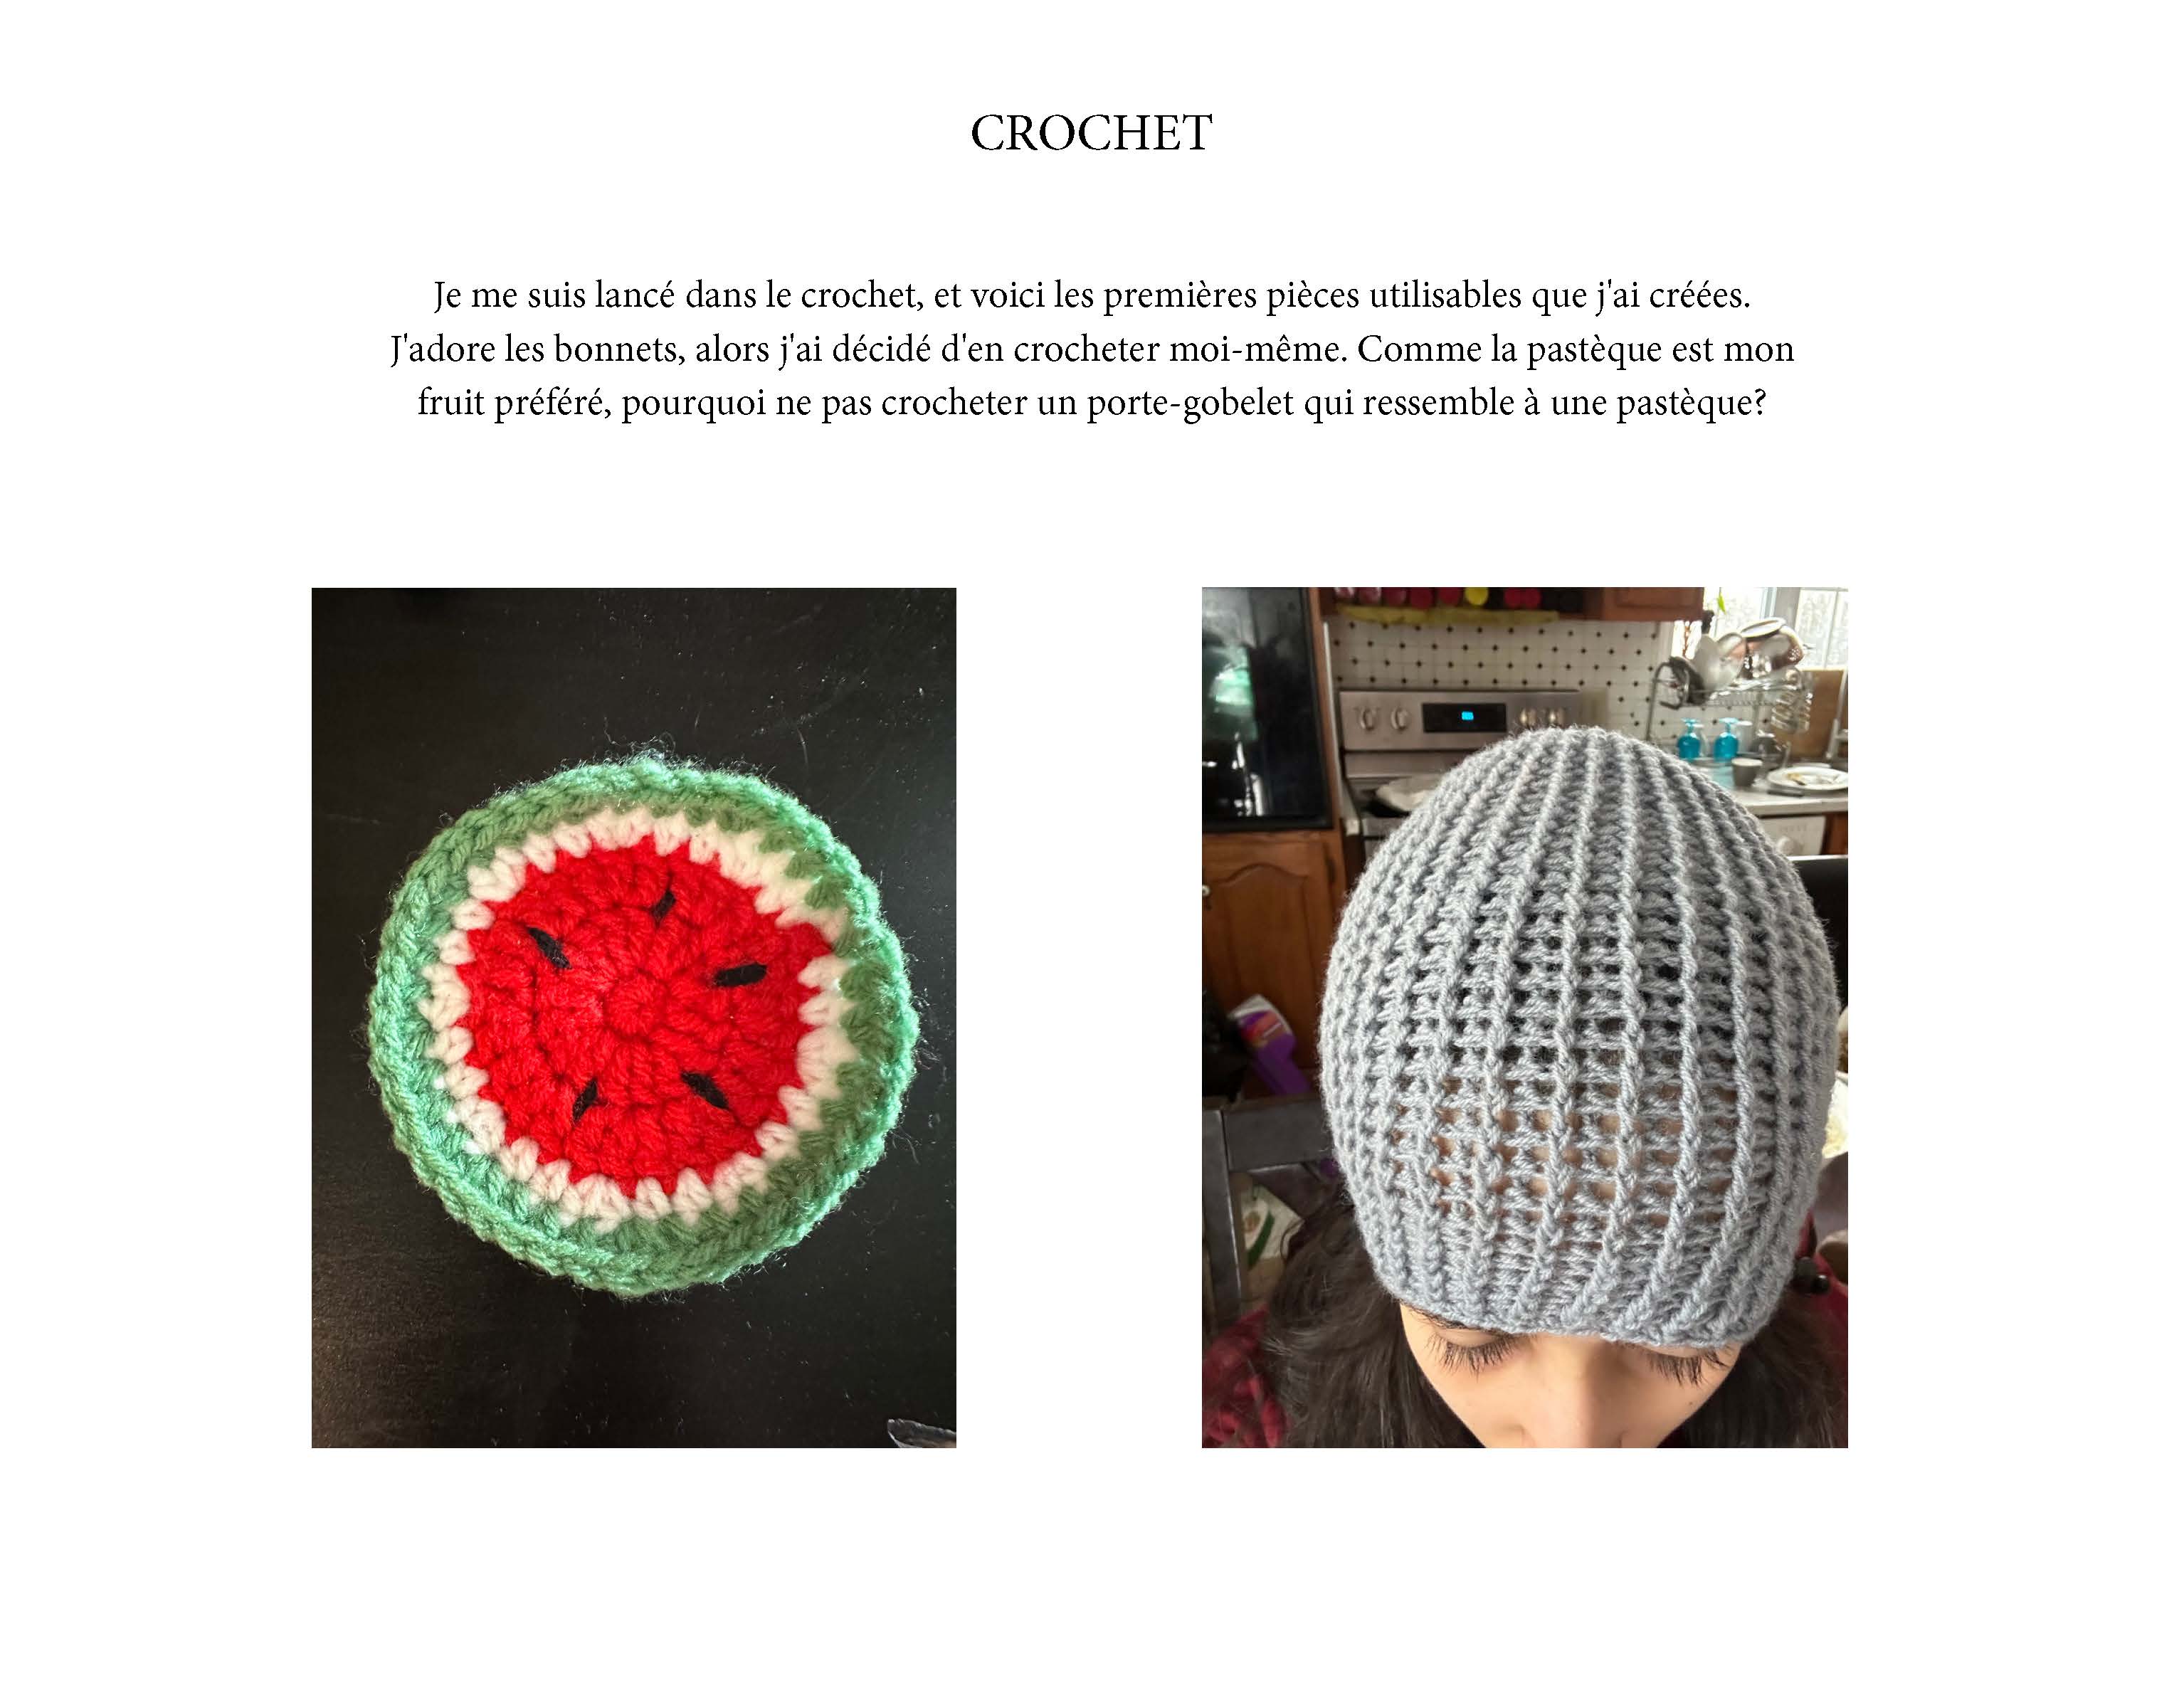 CROCHET
Je me suis lancé dans le crochet, et voici les premières pièces utilisables que j'ai créées.
J'adore les bonnets, alors j'ai décidé d'en crocheter moi-même. Comme la pastèque est mon
fruit préféré, pourquoi ne pas crocheter un porte-gobelet qui ressemble à une pastèque?